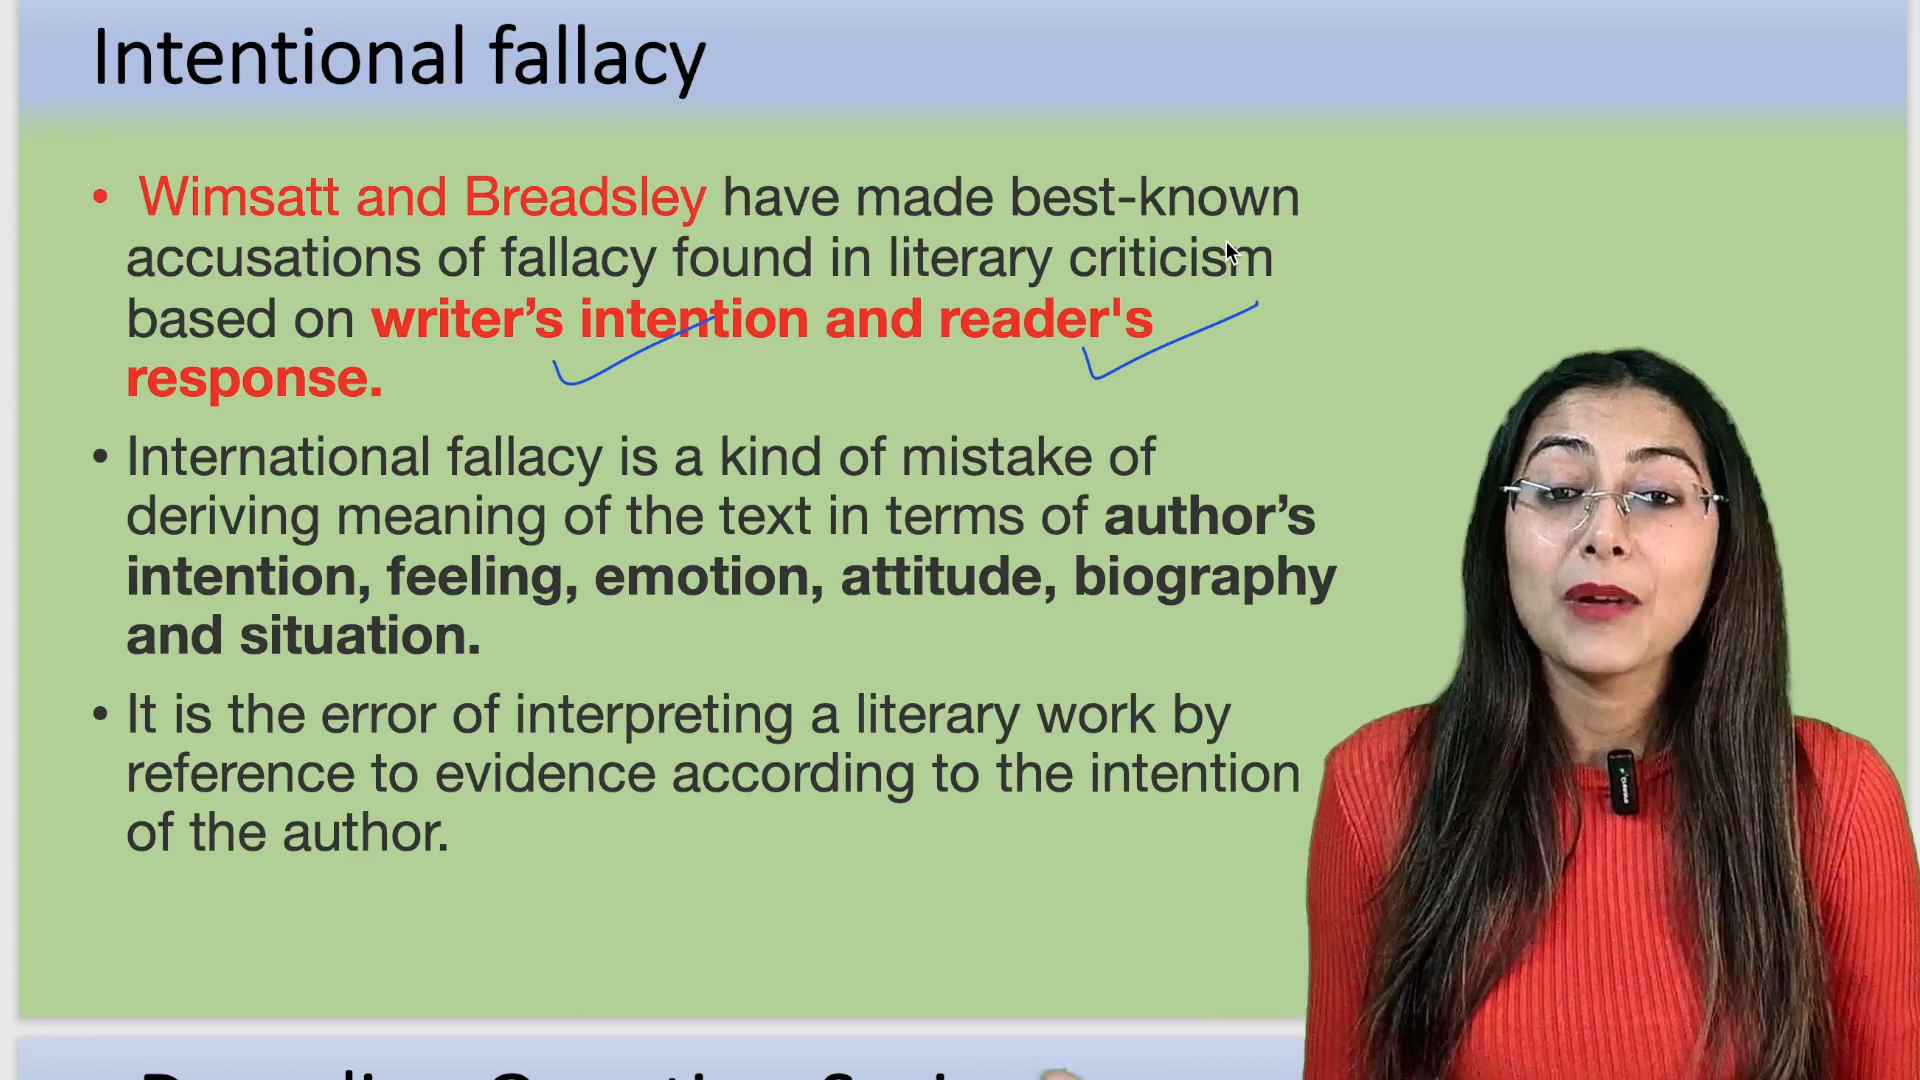 Intentional fallacy
• Wimsatt and Breadsley have made best-known
accusations of fallacy found in literary criticism
based on writer’s intention and reader's
response.
• International fallacy is a kind of mistake of
deriving meaning of the text in terms of author’s
intention, feeling, emotion, attitude, biography
and situation.
• It is the error of interpreting a literary work by
reference to evidence according to the intention
of the author.